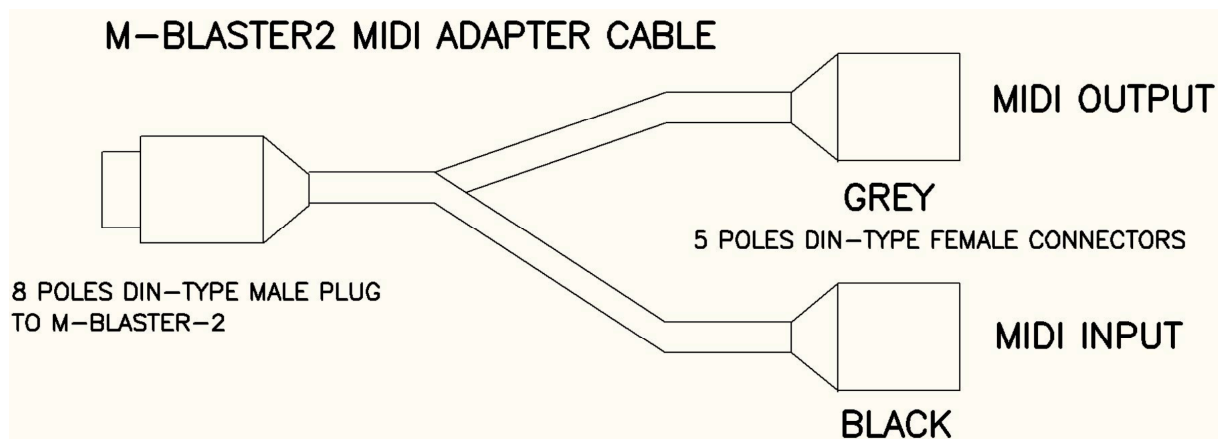 M-BLASTER2 MIDI ADAPTER CABLE
MIDI OUTPUT
GREY
5 POLES DIN-TYPE FEMALE CONNECTORS
8 POLES DIN-TYPE MALE PLUG
TO M-BLASTER-2
MIDI INPUT
BLACK